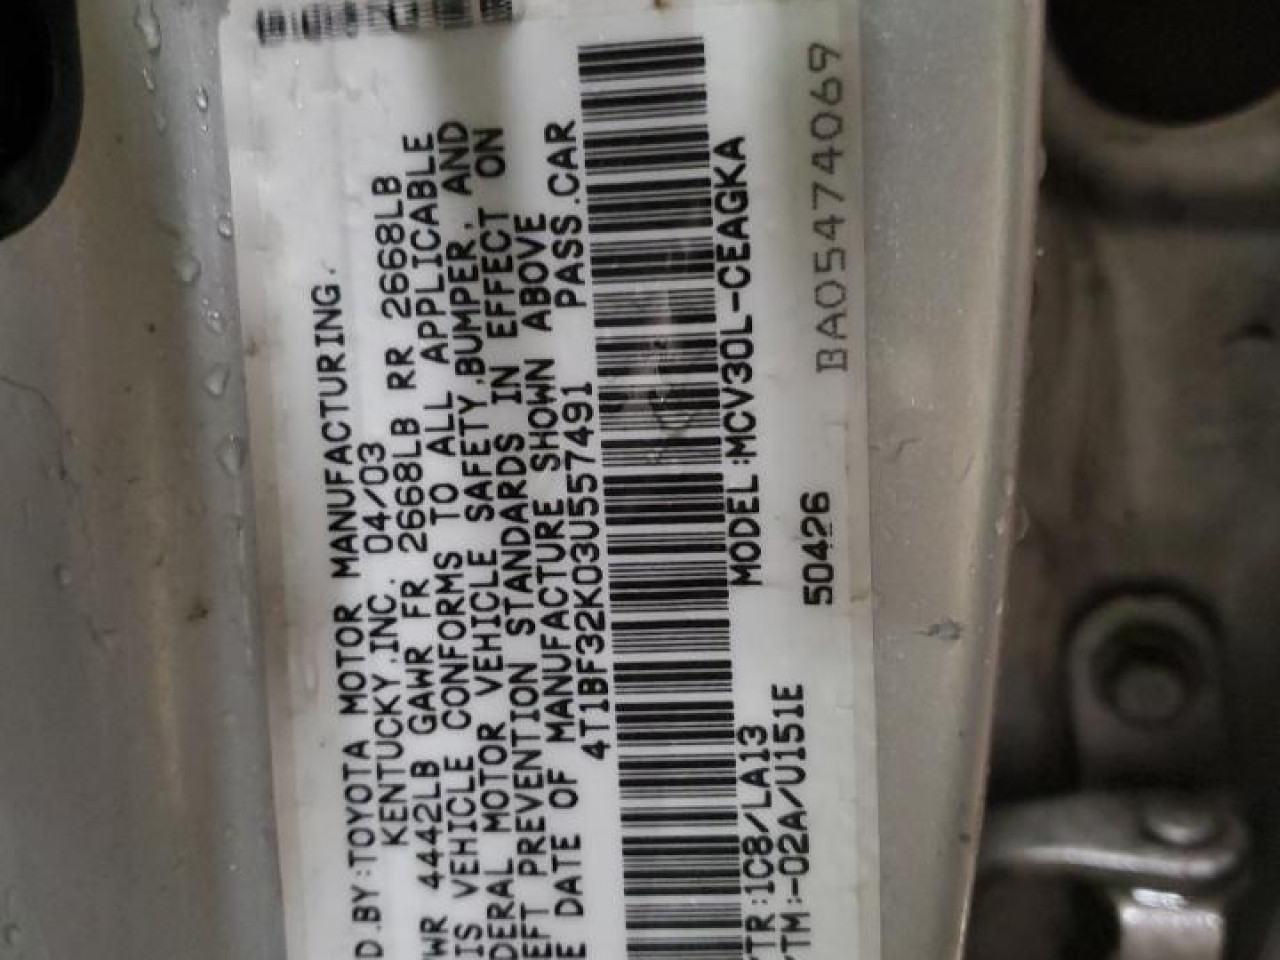 D.BY:TOYOTA MOTOR MANUFACTURING.
KENTUCKY,INC. 04/03
WR 4442LB GAWR FR 2668LB RR 2668LB
IS VEHICLE CONFORMS TO ALL APPLICABLE
DERAL MOTOR VEHICLE SAFETY,BUMPER, AND
EFT PREVENTION STANDARDS IN EFFECT ON
E DATE OF MANUFACTURE SHOWN ABOVE
4T1BF32K03U557491 PASS.CAR
MODEL:MCV30L-CEAGKA
TR:1C8/LA13
TM:-02A/U151E 50426 BA05474069